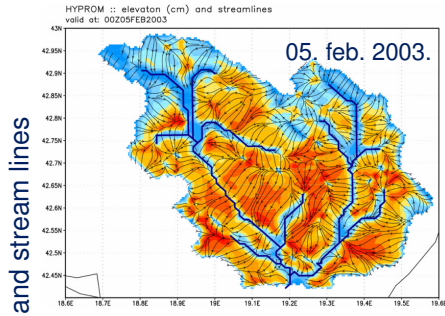 HYPROM :: elevaton (cm) and streamlines
valid at: 00Z05FEB2003
05. feb. 2003.
and stream lines
43N
42.95N
42.9N
42.85N
42.8N
42.75N
42.7N
42.65N
42.6N
42.55N
42.5N
42.45N
18.6E 18.7E 18.8E 18.9E 19E 19.1E 19.2E 19.3E 19.4E 19.5E 19.6E